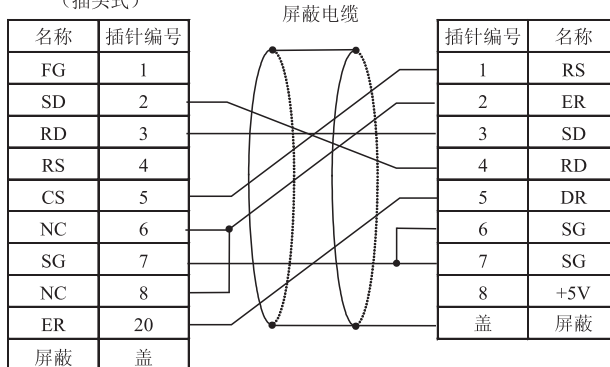 (插头式)
屏蔽电缆
名称 插针编号
FG 1
SD 2
RD 3
RS 4
CS 5
NC 6
SG 7
NC 8
ER 20
屏蔽 盖
插针编号 名称
1 RS
2 ER
3 SD
4 RD
5 DR
6 SG
7 SG
8 +5V
盖 屏蔽